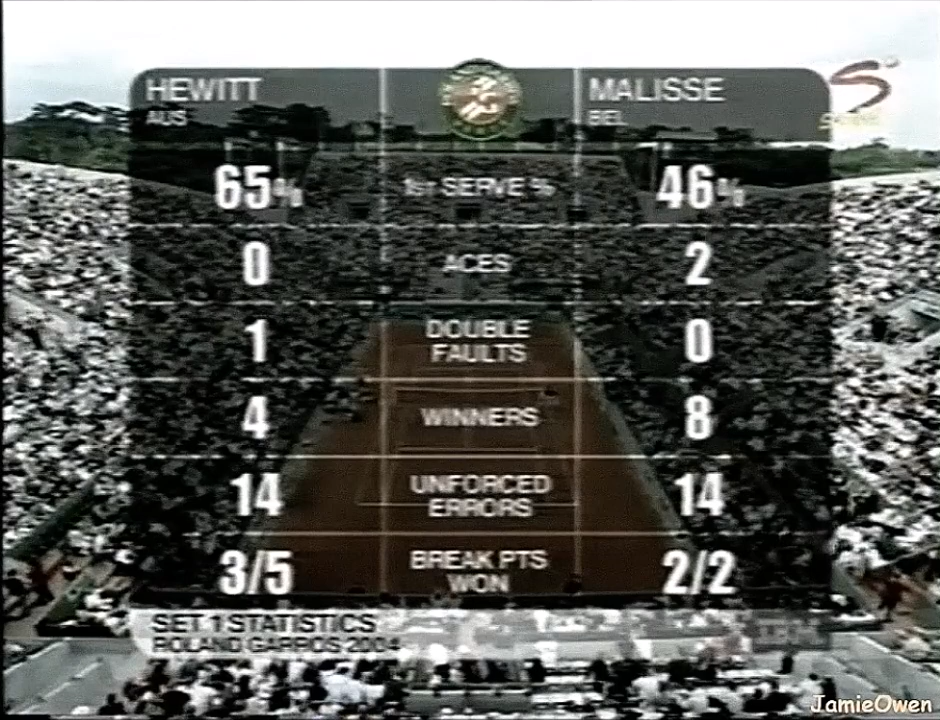 HEWITT
AUS
MALISSE
BEL
65% 1ST SERVE % 46%
0 ACES 2
1 DOUBLE FAULTS 0
4 WINNERS 8
14 UNFORCED ERRORS 14
3/5 BREAK PTS WON 2/2
SET 1 STATISTICS
ROLAND GARROS 2004
JamieOwen